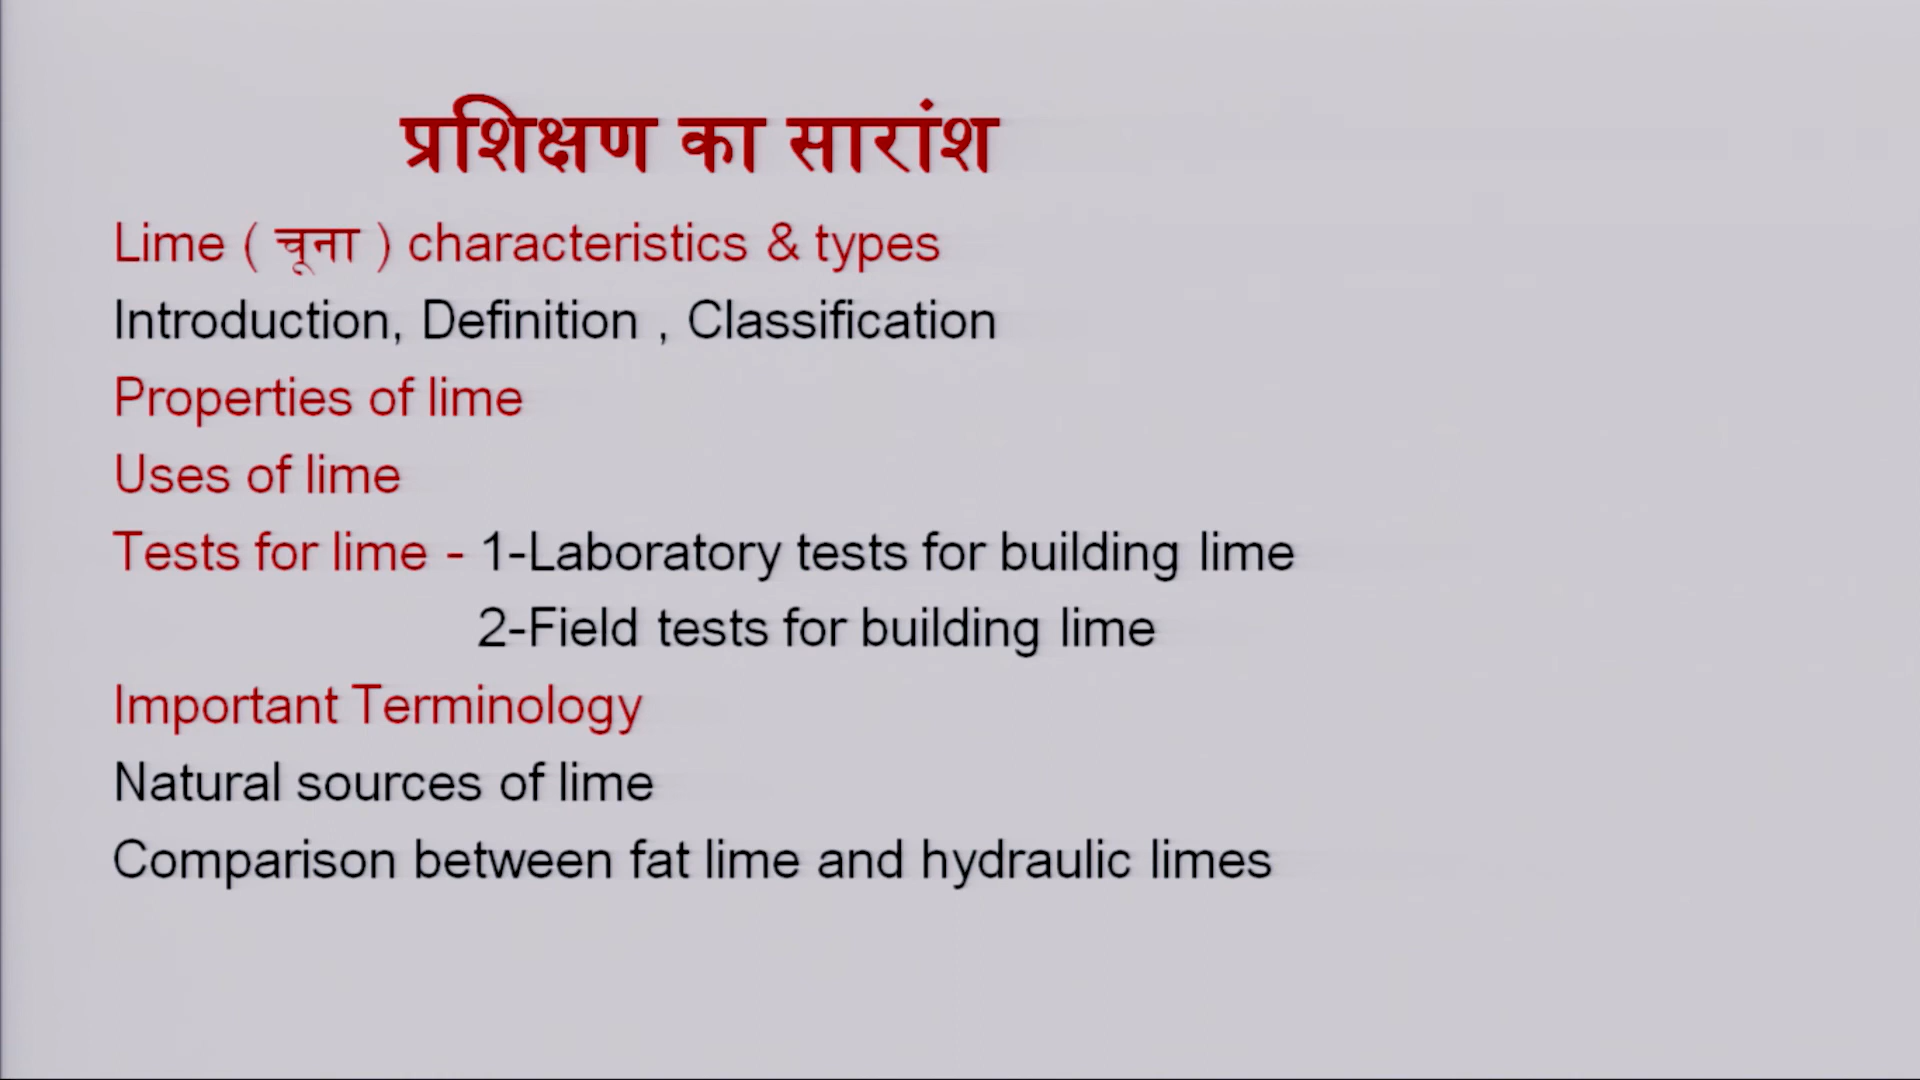 प्रशिक्षण का सारांश
Lime ( चूना ) characteristics & types
Introduction, Definition , Classification
Properties of lime
Uses of lime
Tests for lime - 1-Laboratory tests for building lime
2-Field tests for building lime
Important Terminology
Natural sources of lime
Comparison between fat lime and hydraulic limes